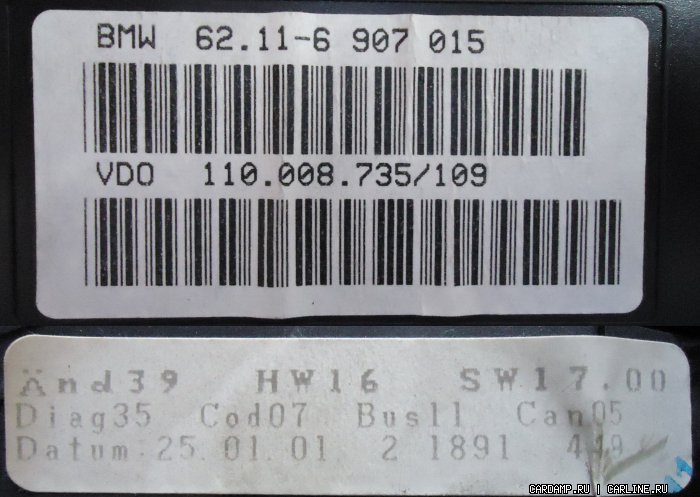 BMW 62.11-6 907 015
VDO 110.008.735/109
Änd39 HW16 SW17.00
Diag35 Cod07 Bus11 Can05
Datum:25.01.01 2 1891 449
CARDAMP.RU | CARLINE.RU